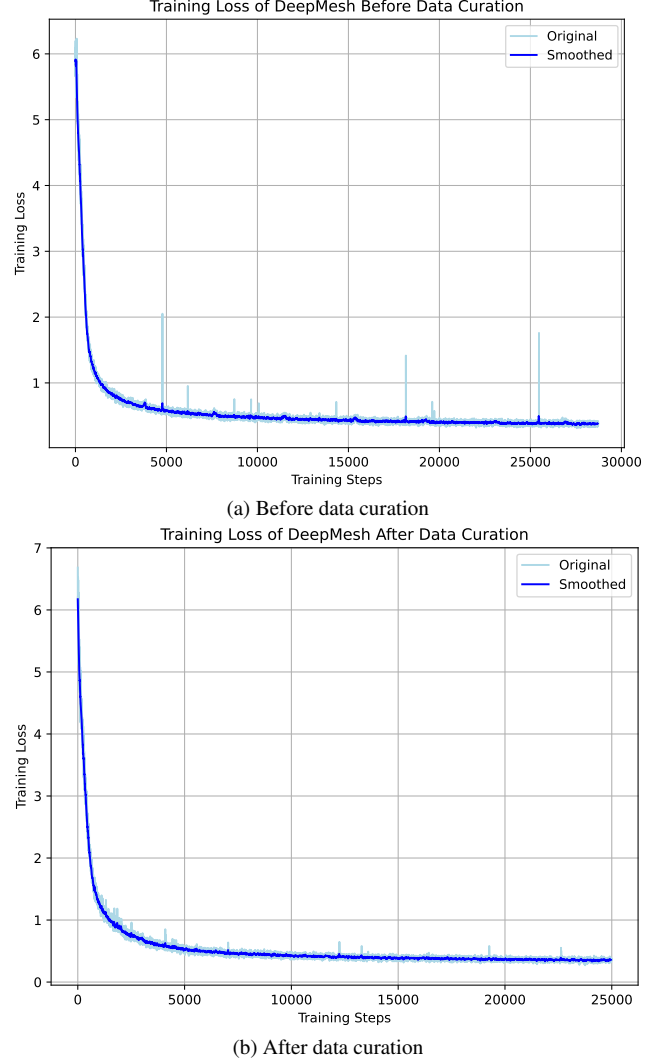 Training Loss of DeepMesh Before Data Curation
Original
Smoothed
6
5
4
3
2
1
Training Loss
0 5000 10000 15000 20000 25000 30000
Training Steps
(a) Before data curation
Training Loss of DeepMesh After Data Curation
Original
Smoothed
7
6
5
4
3
2
1
0
Training Loss
0 5000 10000 15000 20000 25000
Training Steps
(b) After data curation